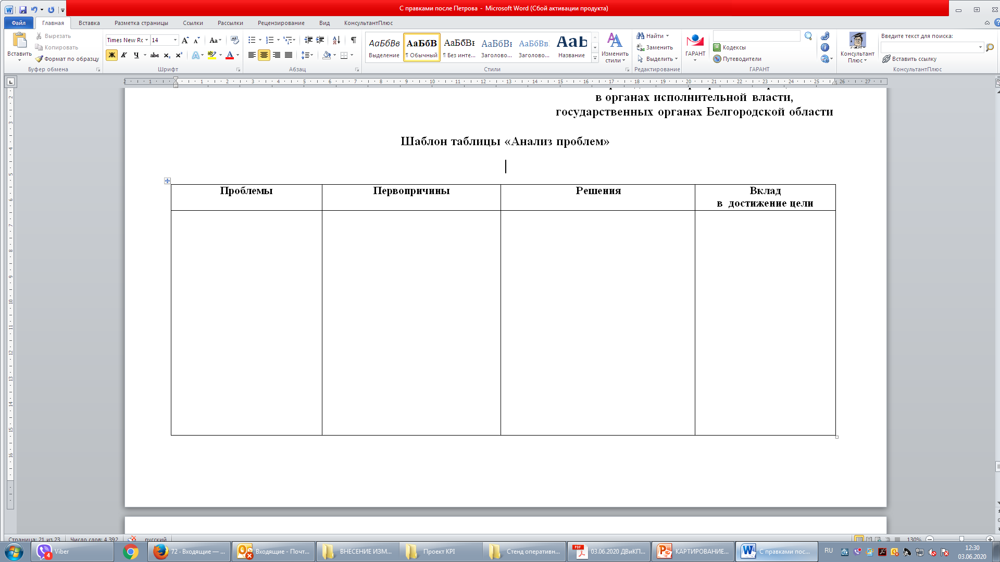 С правками после Петрова - Microsoft Word (Сбой активации продукта)
Файл
Главная
Вставка
Разметка страницы
Ссылки
Рассылки
Рецензирование
Вид
КонсультантПлюс
Вставить
Вырезать
Копировать
Формат по образцу
Буфер обмена
Times New Rc
14
Шрифт
Абзац
АаБбВв
Выделение
АаБбВ
¶ Обычный
АаБбВı
¶ Без инте...
АаБбВı
Заголово...
АаБбВв
Заголово...
Aab
Название
Изменить
стили
Стили
Найти
Заменить
Выделить
Редактирование
ГАРАНТ
Кодексы
Путеводители
ГАРАНТ
Консультант
Плюс
Введите текст для поиска:
Вставить ссылку
КонсультантПлюс
в органах исполнительной власти,
государственных органах Белгородской области
Шаблон таблицы «Анализ проблем»
Проблемы
Первопричины
Решения
Вклад
в достижение цели
Страница: 21 из 23
Число слов: 4 392
русский
130%
Viber
4
72 · Входящие — ...
Входящие - Почт...
ВНЕСЕНИЕ ИЗМ...
Проект KPI
Стенд оперативн...
03.06.2020 ДВиКП...
КАРТИРОВАНИЕ...
С правками пос...
RU
12:30
03.06.2020